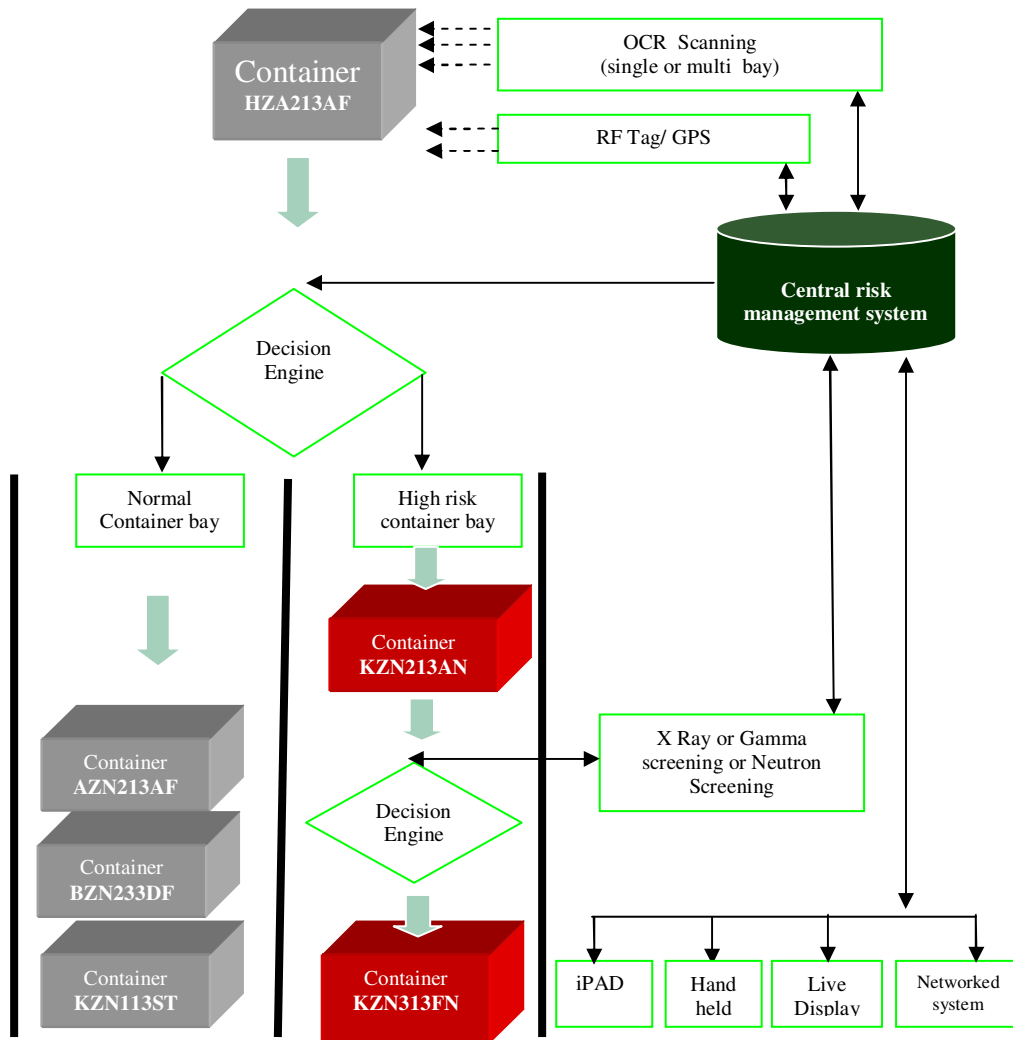 Container
HZA213AF
OCR Scanning
(single or multi bay)
RF Tag/ GPS
Central risk
management system
Decision
Engine
Normal
Container bay
High risk
container bay
Container
KZN213AN
Container
AZN213AF
X Ray or Gamma
screening or Neutron
Screening
Decision
Engine
Container
BZN233DF
Container
KZN113ST
Container
KZN313FN
iPAD
Hand
held
Live
Display
Networked
system